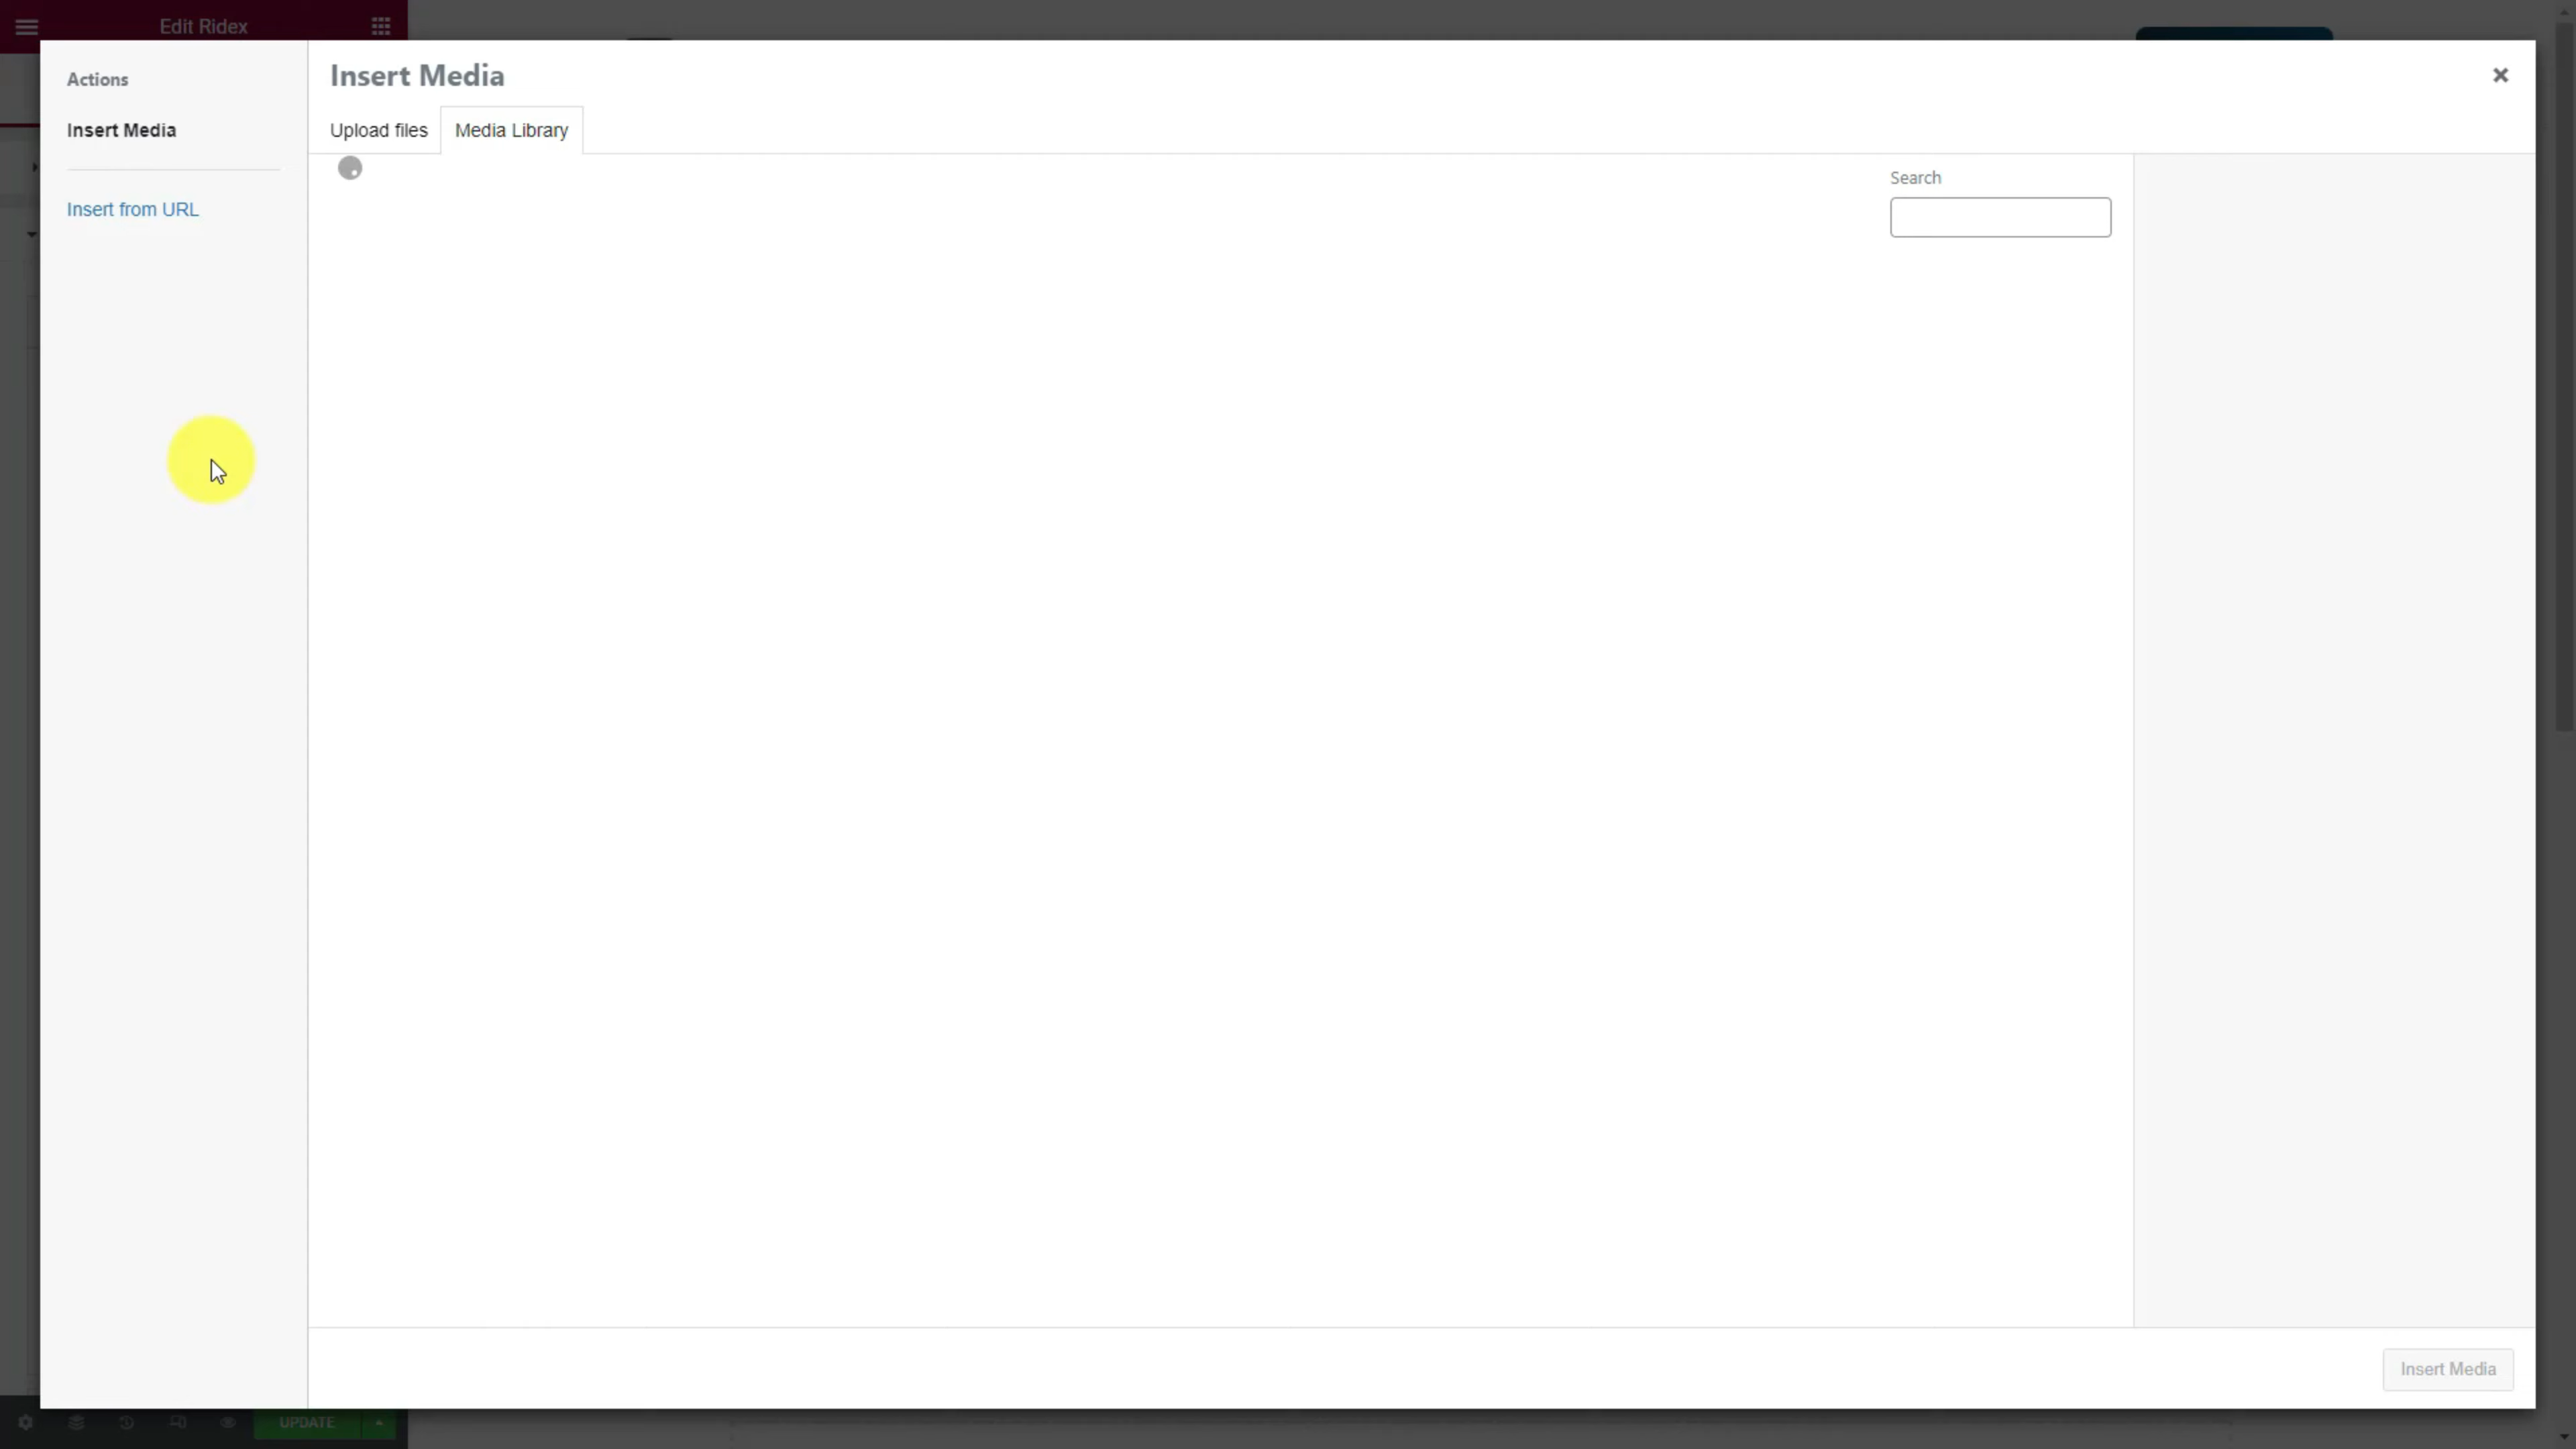 Edit Ridex
Actions
Insert Media
Insert from URL
Insert Media
Upload files
Media Library
Search
Insert Media
UPDATE